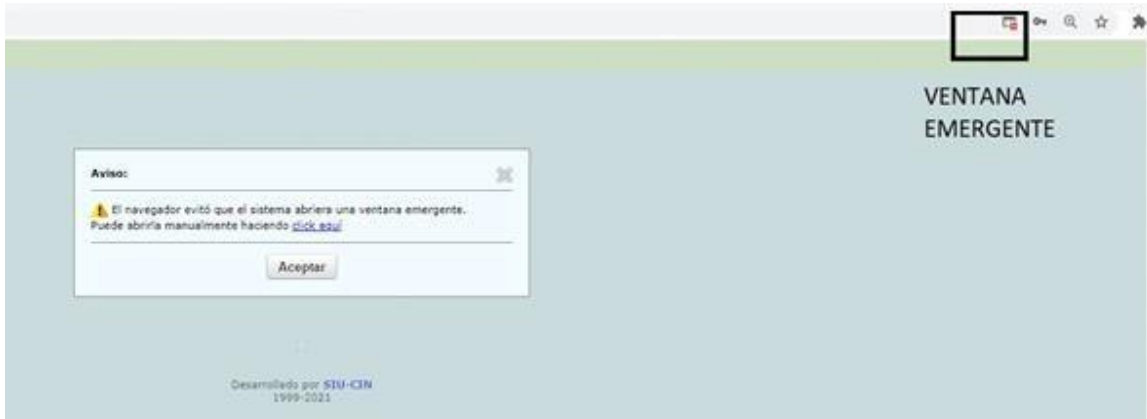 VENTANA
EMERGENTE
Aviso:
El navegador evitó que el sistema abriera una ventana emergente.
Puede abrirla manualmente haciendo click aquí
Aceptar
Desarrollado por SIU-CIN
1999-2021